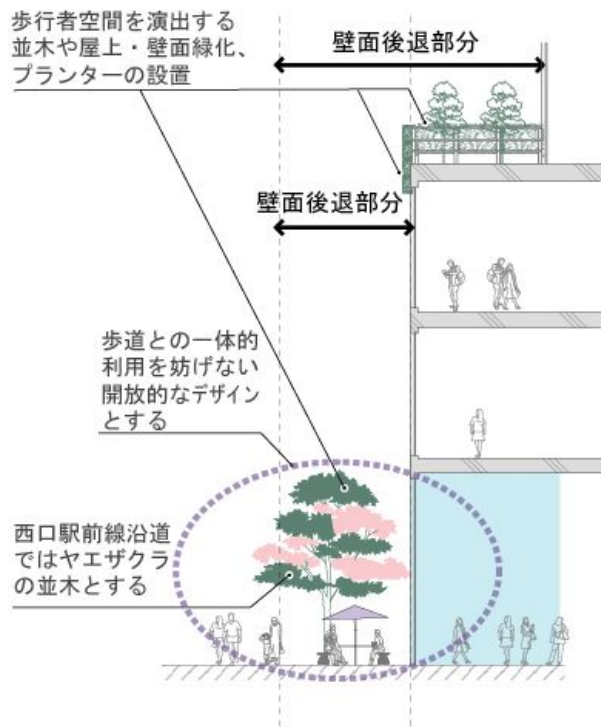 歩行者空間を演出する
並木や屋上・壁面緑化、
プランターの設置
壁面後退部分
壁面後退部分
歩道との一体的
利用を妨げない
開放的なデザイン
とする
西口駅前線沿道
ではヤエザクラ
の並木とする